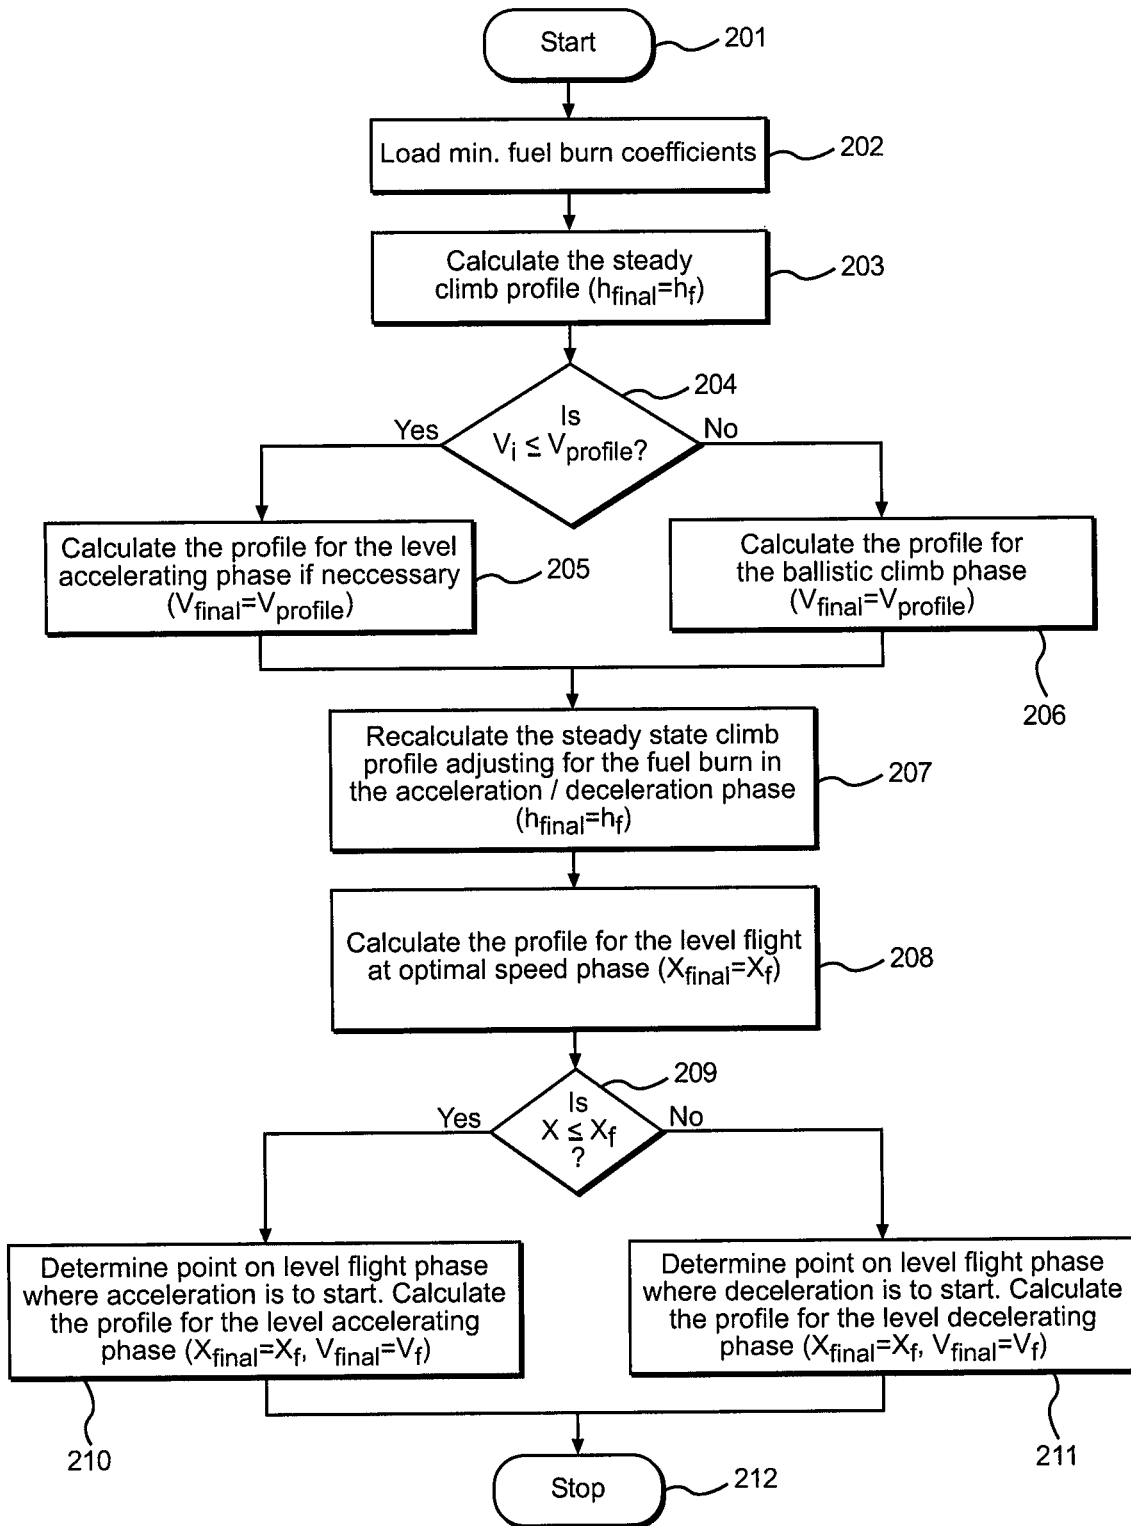 Start
201
Load min. fuel burn coefficients
202
Calculate the steady
climb profile (hfinal=hf)
203
204
Is
Vi ≤ Vprofile?
Yes
No
Calculate the profile for the level
accelerating phase if neccessary
(Vfinal=Vprofile)
205
Calculate the profile for
the ballistic climb phase
(Vfinal=Vprofile)
206
Recalculate the steady state climb
profile adjusting for the fuel burn in
the acceleration / deceleration phase
(hfinal=hf)
207
Calculate the profile for the level flight
at optimal speed phase (Xfinal=Xf)
208
209
Is
X ≤ Xf
?
Yes
No
Determine point on level flight phase
where acceleration is to start. Calculate
the profile for the level accelerating
phase (Xfinal=Xf, Vfinal=Vf)
210
Determine point on level flight phase
where deceleration is to start. Calculate
the profile for the level decelerating
phase (Xfinal=Xf, Vfinal=Vf)
211
Stop
212